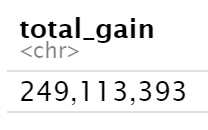 total_gain
<chr>
249,113,393